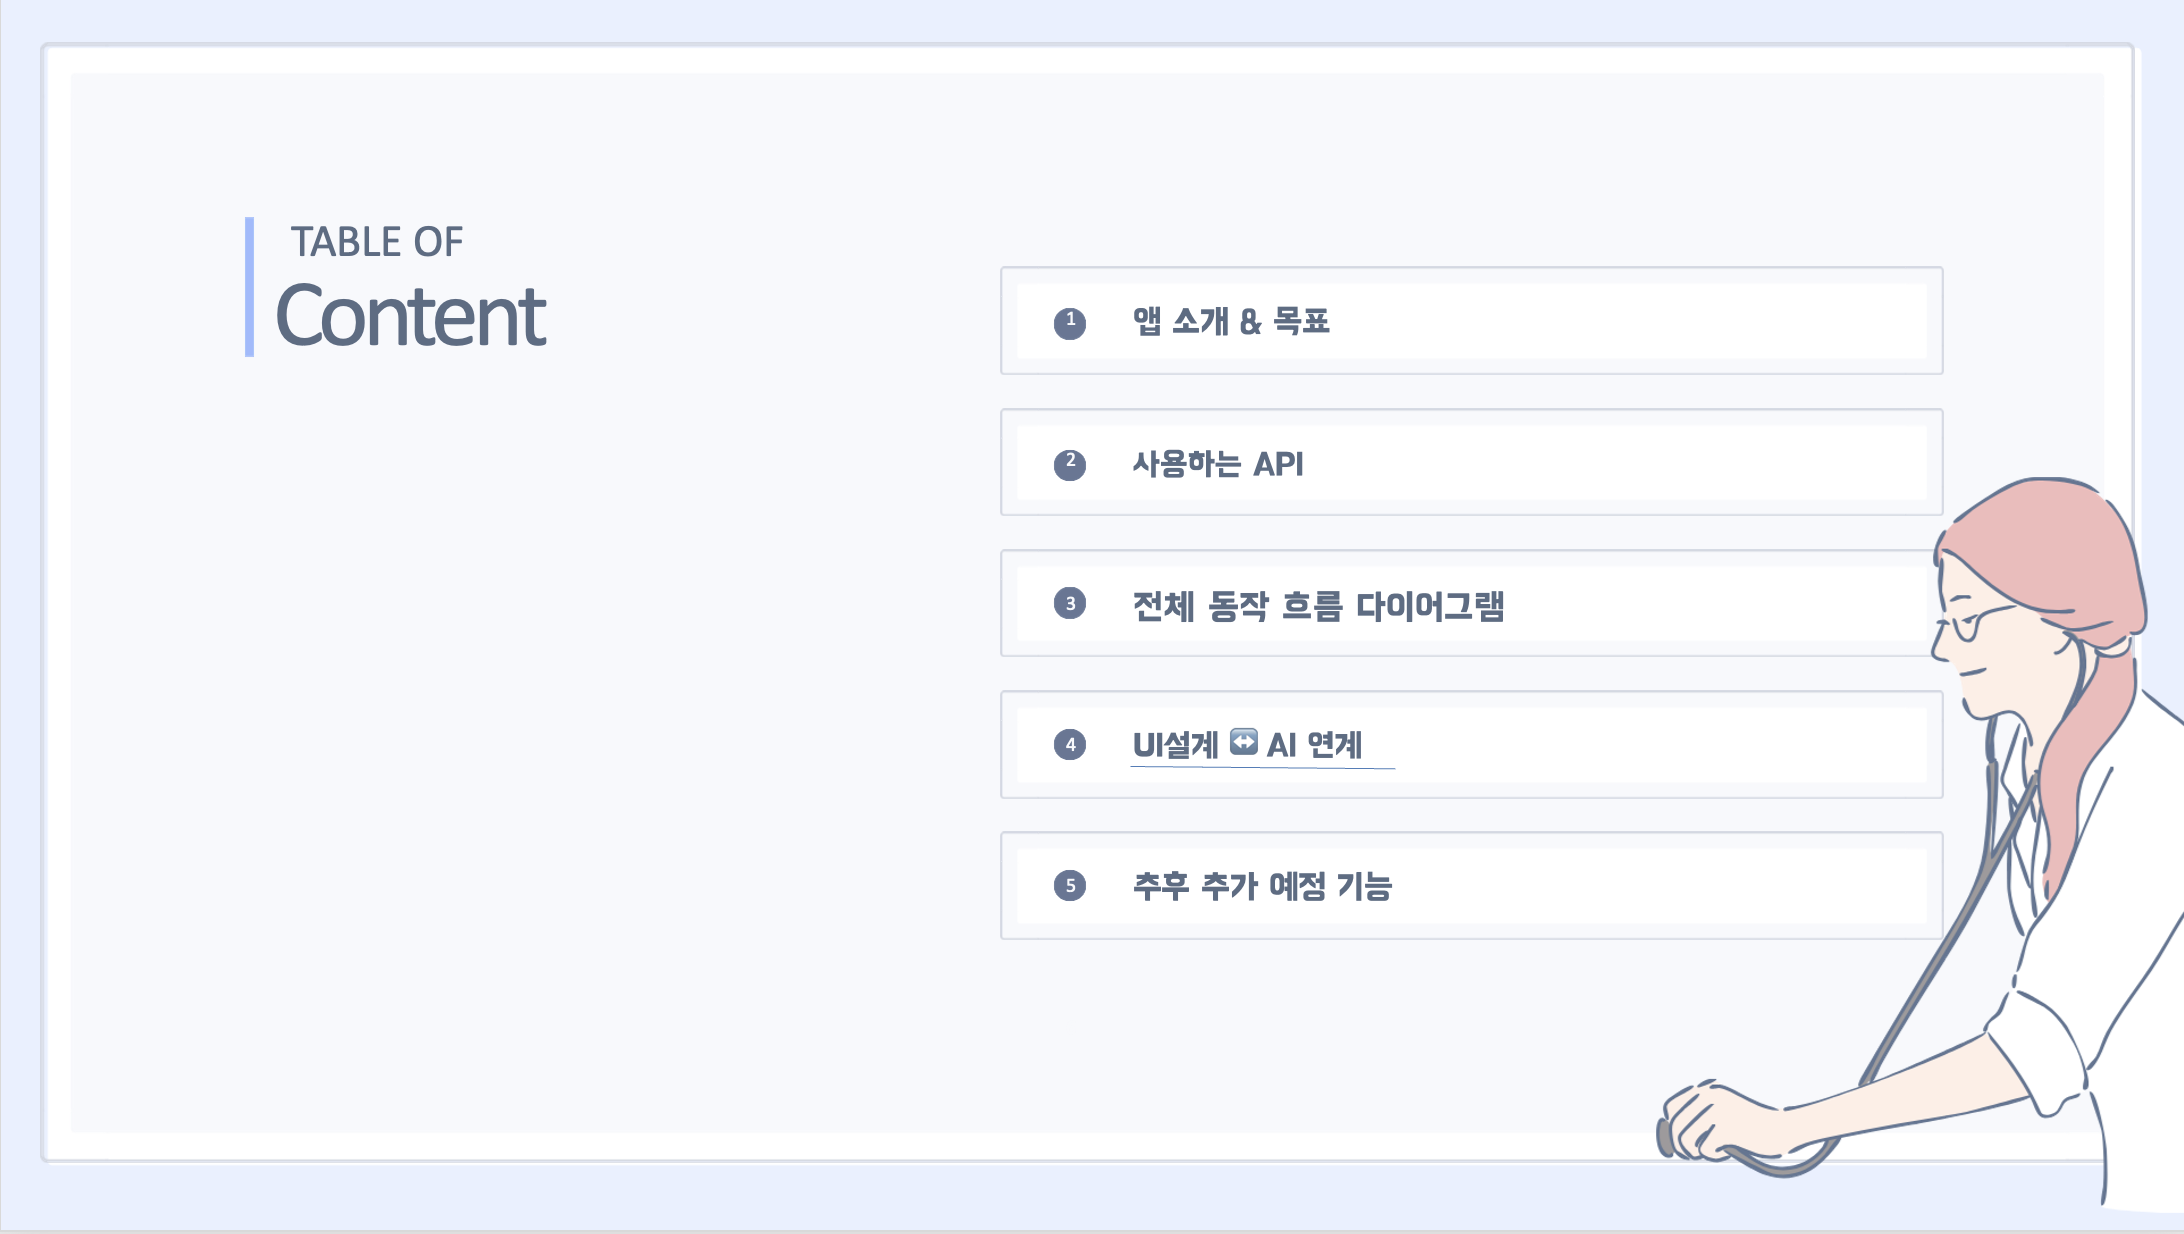 TABLE OF
Content
1 앱 소개 & 목표
2 사용하는 API
3 전체 동작 흐름 다이어그램
4 UI설계 ↔️ AI 연계
5 추후 추가 예정 기능